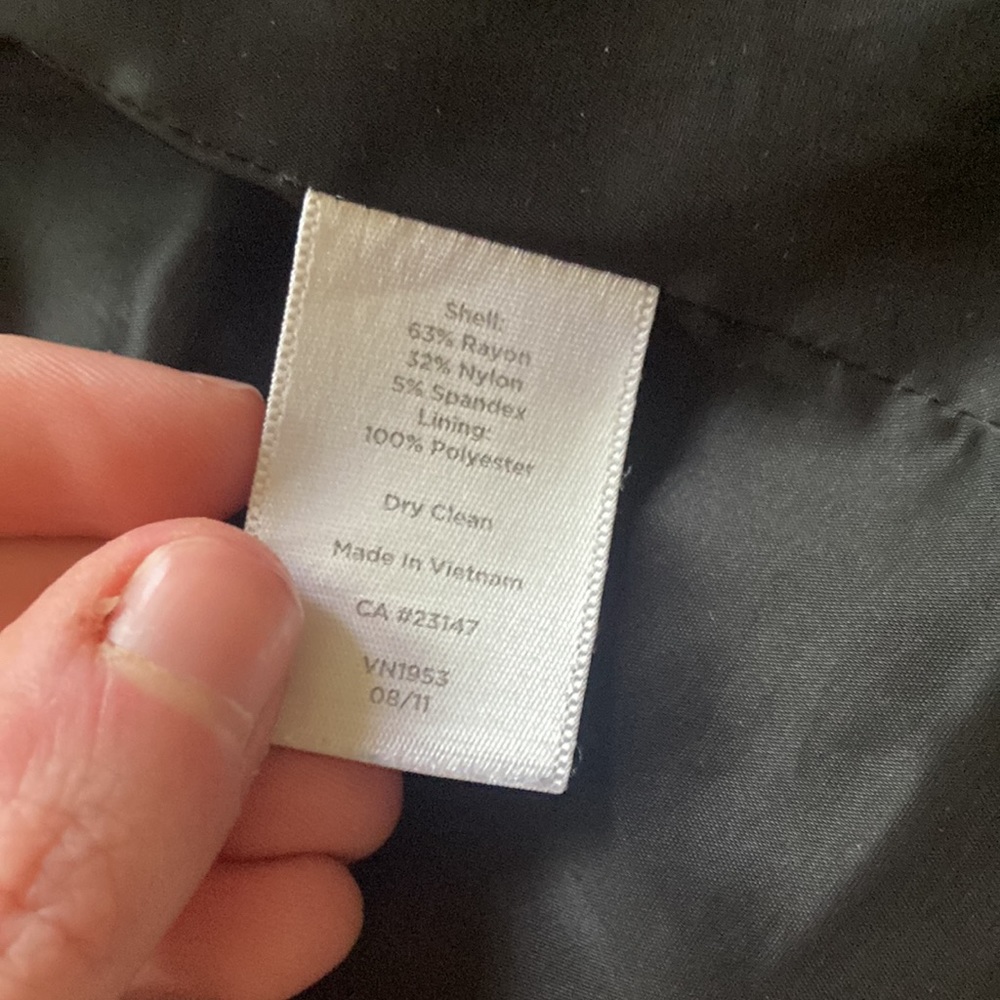 Shell:
63% Rayon
32% Nylon
5% Spandex
Lining:
100% Polyester
Dry Clean
Made In Vietnam
CA #23147
VN1953
08/11